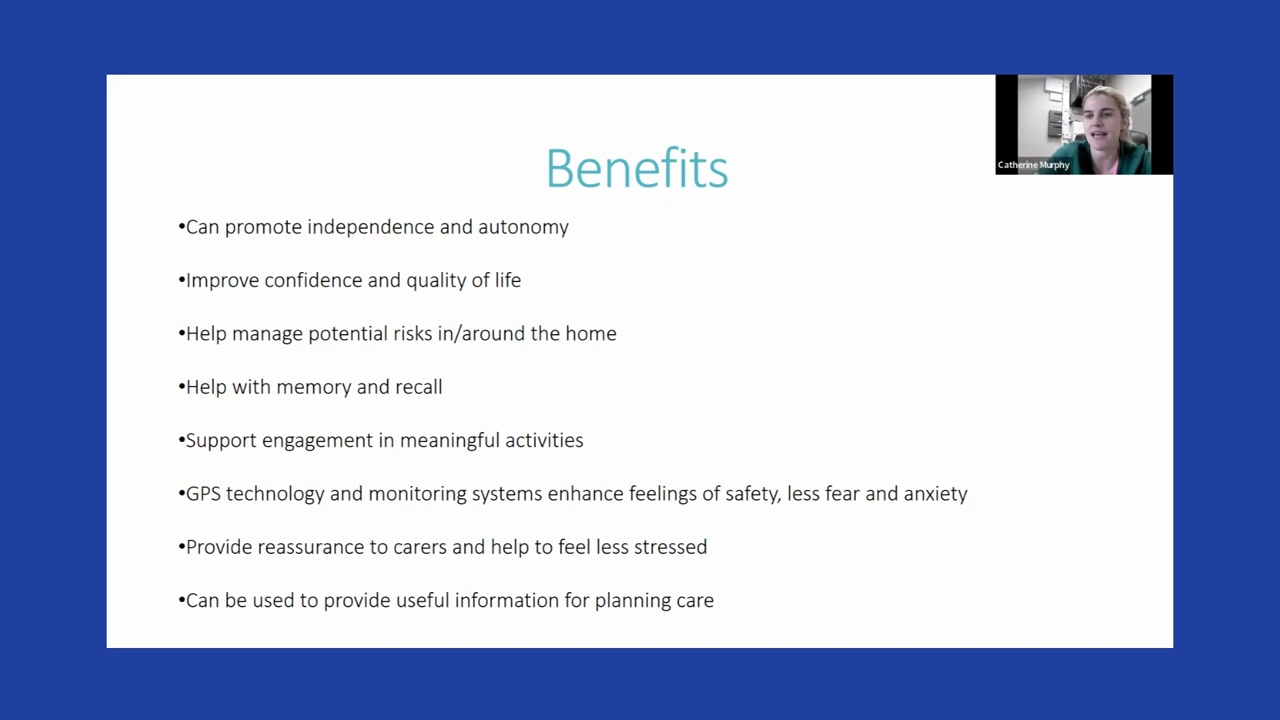 Benefits
Catherine Murphy
•Can promote independence and autonomy
•Improve confidence and quality of life
•Help manage potential risks in/around the home
•Help with memory and recall
•Support engagement in meaningful activities
•GPS technology and monitoring systems enhance feelings of safety, less fear and anxiety
•Provide reassurance to carers and help to feel less stressed
•Can be used to provide useful information for planning care